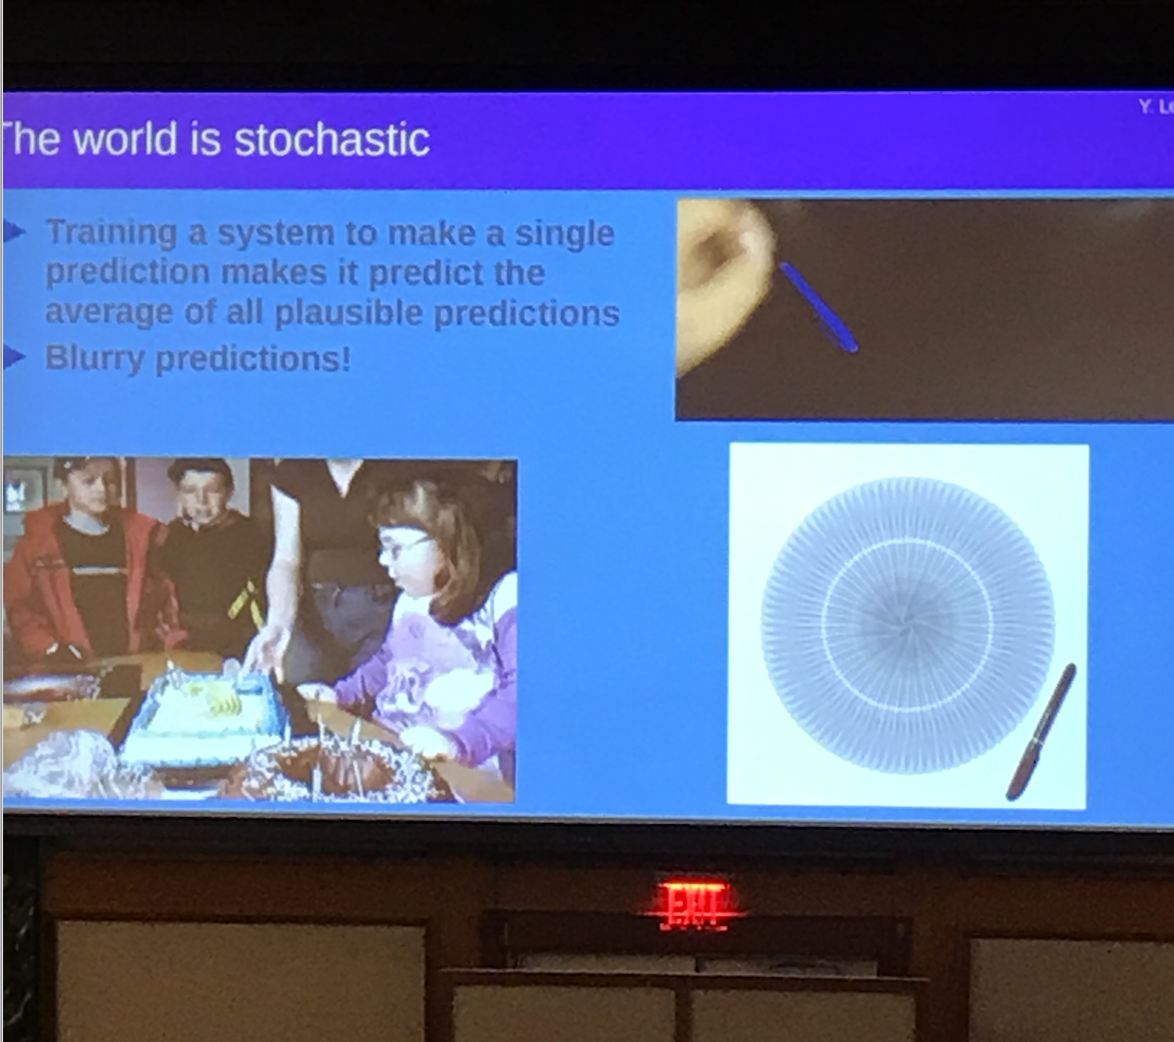 Y. Le
The world is stochastic
Training a system to make a single
prediction makes it predict the
average of all plausible predictions
Blurry predictions!
EXIT